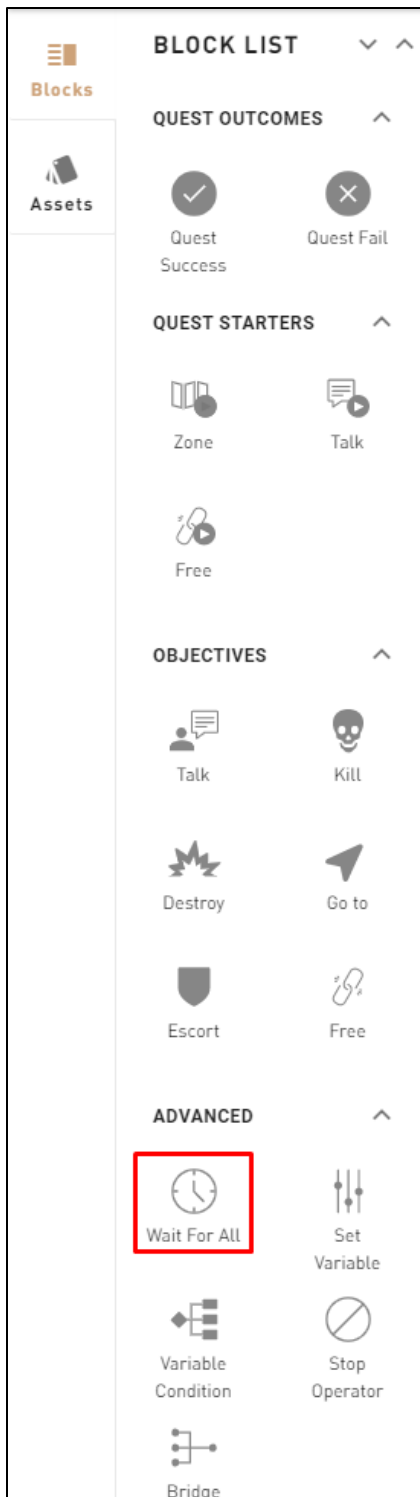 Blocks
Assets
BLOCK LIST
QUEST OUTCOMES
Quest
Success
Quest Fail
QUEST STARTERS
Zone
Talk
Free
OBJECTIVES
Talk
Kill
Destroy
Go to
Escort
Free
ADVANCED
Wait For All
Set
Variable
Variable
Condition
Stop
Operator
Bridge